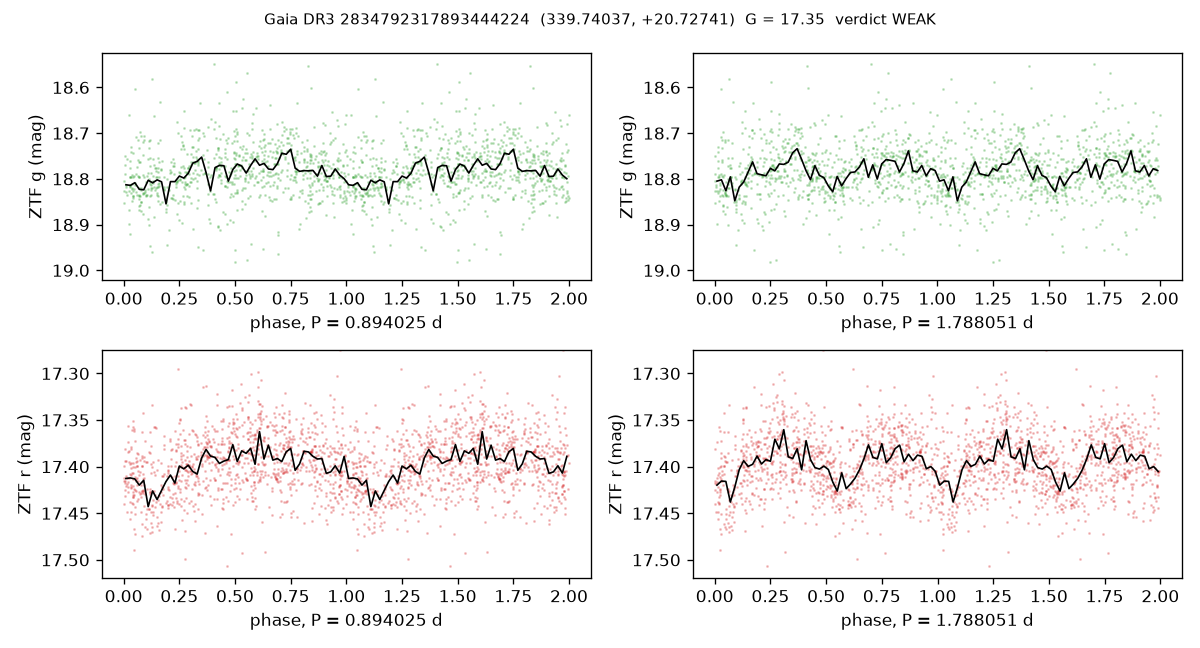 Gaia DR3 2834792317893444224 (339.74037, +20.72741) G = 17.35 verdict WEAK
ZTF g (mag)
18.6
18.7
18.8
18.9
19.0
0.00 0.25 0.50 0.75 1.00 1.25 1.50 1.75 2.00
phase, P = 0.894025 d
ZTF g (mag)
18.6
18.7
18.8
18.9
19.0
0.00 0.25 0.50 0.75 1.00 1.25 1.50 1.75 2.00
phase, P = 1.788051 d
ZTF r (mag)
17.30
17.35
17.40
17.45
17.50
0.00 0.25 0.50 0.75 1.00 1.25 1.50 1.75 2.00
phase, P = 0.894025 d
ZTF r (mag)
17.30
17.35
17.40
17.45
17.50
0.00 0.25 0.50 0.75 1.00 1.25 1.50 1.75 2.00
phase, P = 1.788051 d